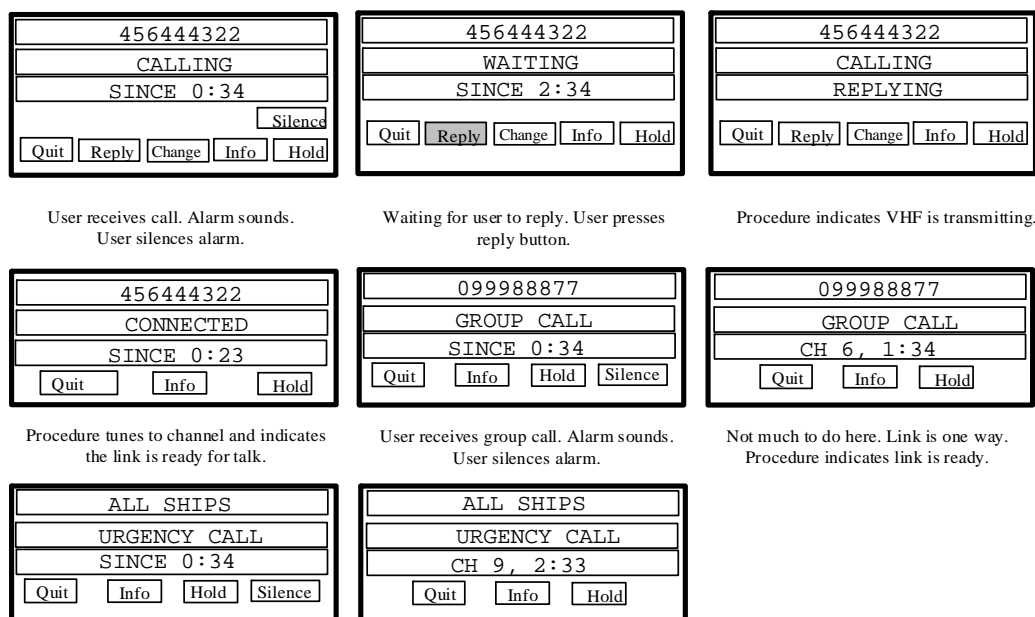 456444322
CALLING
SINCE 0:34
Silence
Quit Reply Change Info Hold
User receives call. Alarm sounds.
User silences alarm.
456444322
WAITING
SINCE 2:34
Quit Reply Change Info Hold
Waiting for user to reply. User presses
reply button.
456444322
CALLING
REPLYING
Quit Reply Change Info Hold
Procedure indicates VHF is transmitting.
456444322
CONNECTED
SINCE 0:23
Quit Info Hold
Procedure tunes to channel and indicates
the link is ready for talk.
099988877
GROUP CALL
SINCE 0:34
Quit Info Hold Silence
User receives group call. Alarm sounds.
User silences alarm.
099988877
GROUP CALL
CH 6, 1:34
Quit Info Hold
Not much to do here. Link is one way.
Procedure indicates link is ready.
ALL SHIPS
URGENCY CALL
SINCE 0:34
Quit Info Hold Silence
ALL SHIPS
URGENCY CALL
CH 9, 2:33
Quit Info Hold